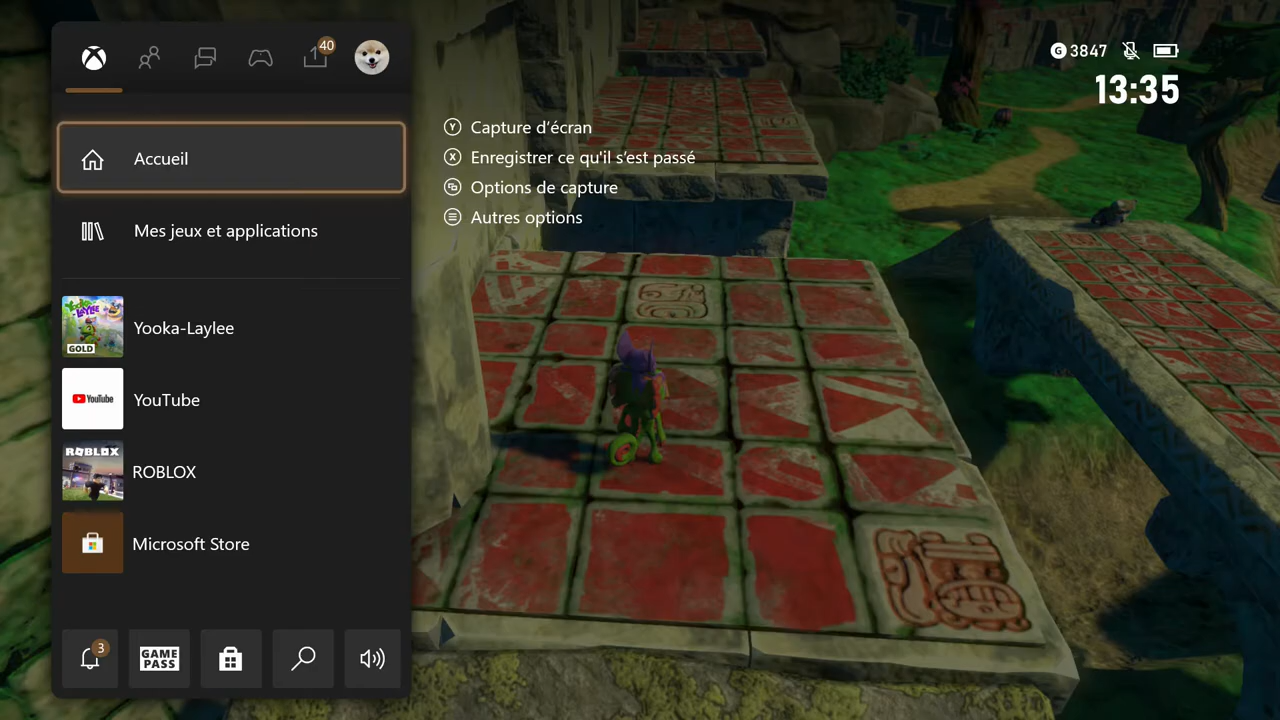 40
G 3847
13:35
Accueil
Mes jeux et applications
Y Capture d’écran
X Enregistrer ce qu'il s’est passé
Options de capture
Autres options
YOOKA-LAYLEE
GOLD
Yooka-Laylee
YouTube
YouTube
ROBLOX
ROBLOX
Microsoft Store
3
GAME
PASS